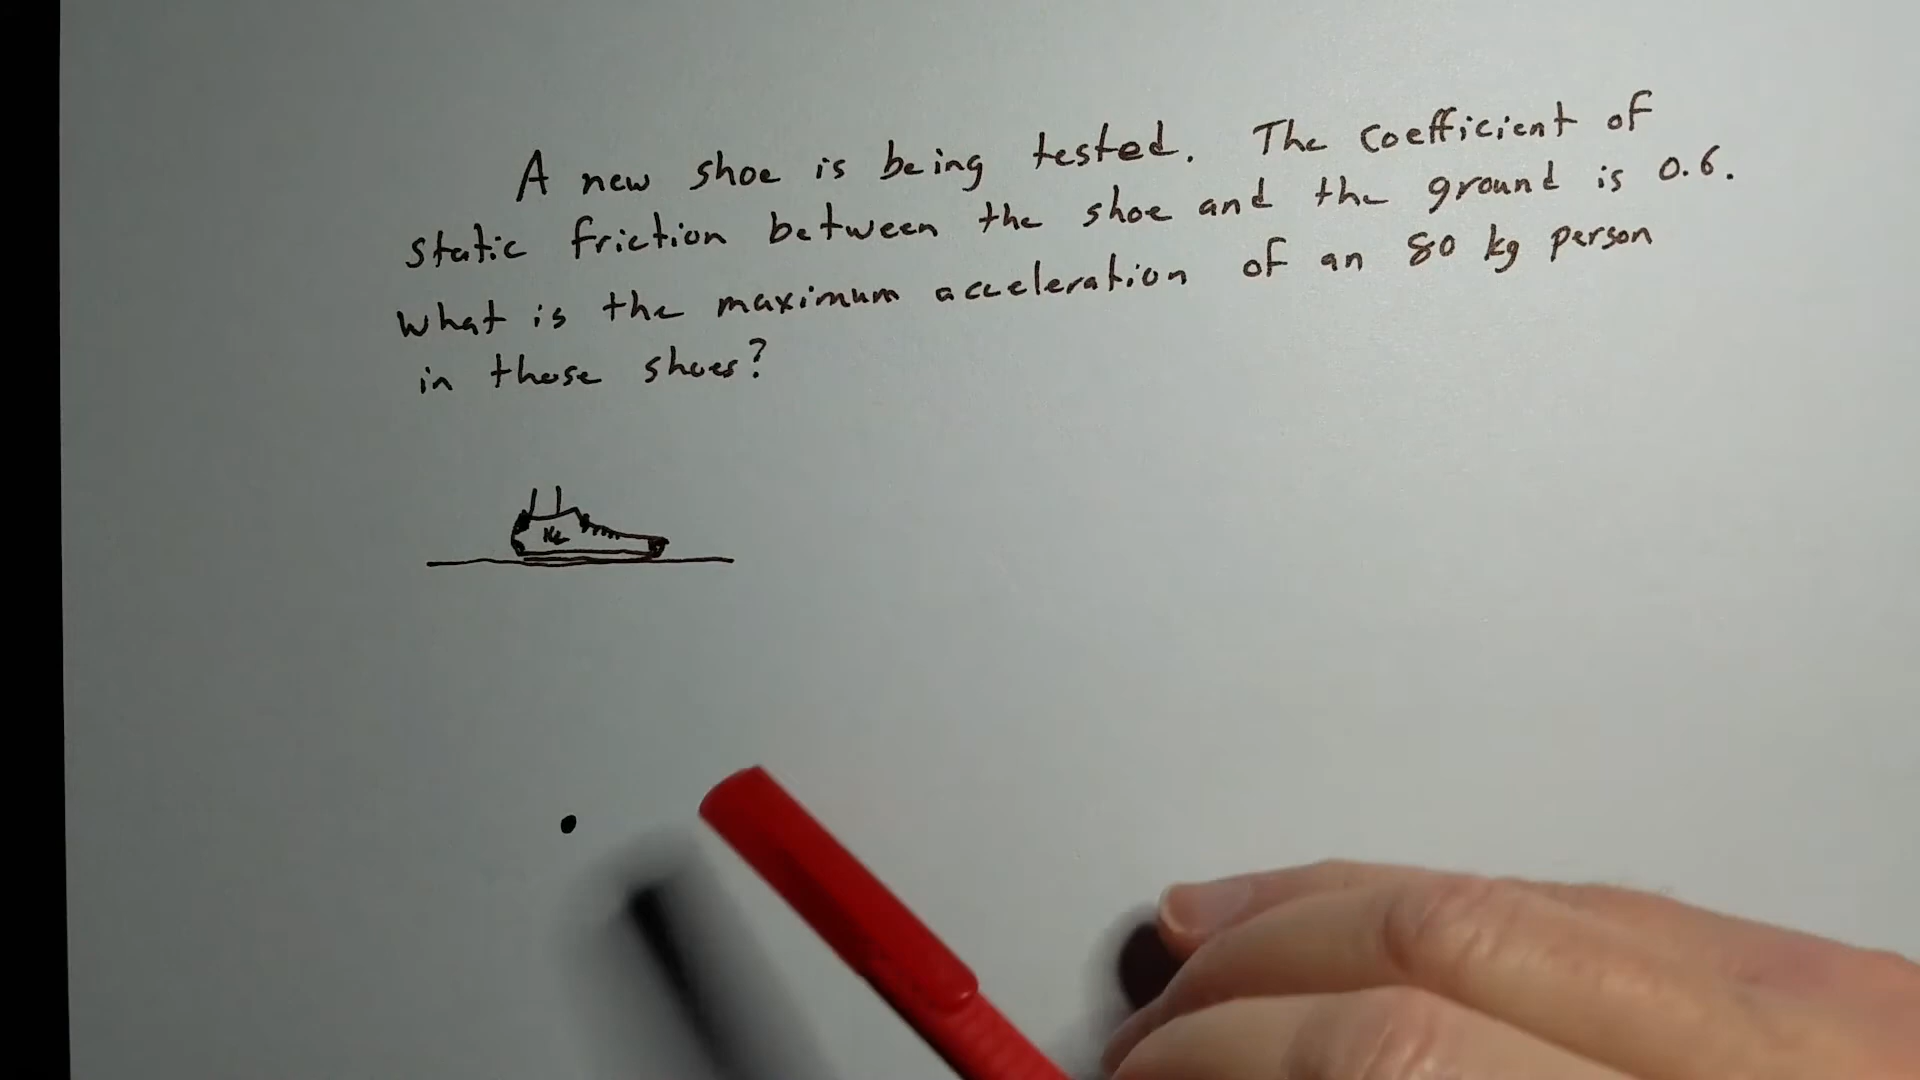 A new shoe is being tested. The coefficient of
static friction between the shoe and the ground is 0.6.
What is the maximum acceleration of an 80 kg person
in those shoes?